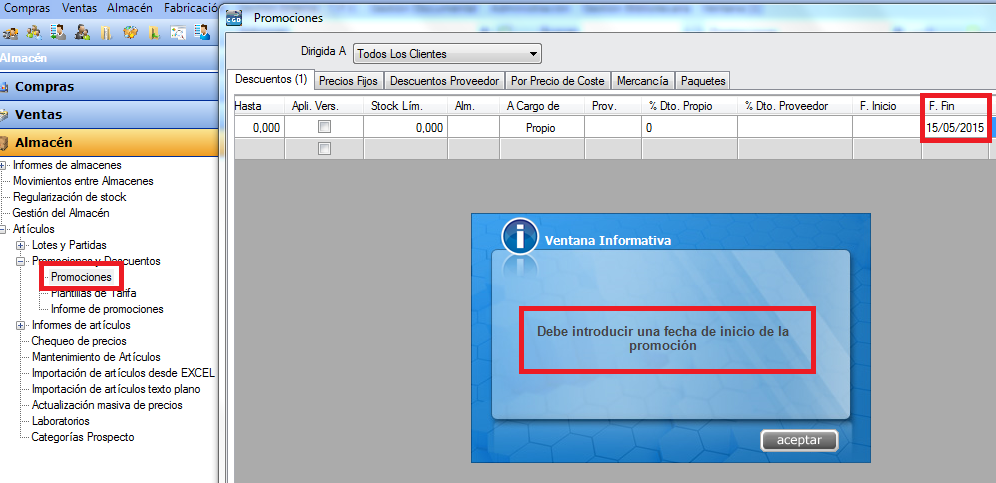 Compras Ventas Almacén Fabricació
CGD Promociones
Almacén
Compras
Ventas
Almacén
Informes de almacenes
Movimientos entre Almacenes
Regularización de stock
Gestión del Almacén
Artículos
Lotes y Partidas
Promociones y Descuentos
Promociones
Plantillas de Tarifa
Informe de promociones
Informes de artículos
Chequeo de precios
Mantenimiento de Artículos
Importación de artículos desde EXCEL
Importación de artículos texto plano
Actualización masiva de precios
Laboratorios
Categorías Prospecto
Dirigida A Todos Los Clientes
Descuentos (1) Precios Fijos Descuentos Proveedor Por Precio de Coste Mercancía Paquetes
Hasta Apli. Vers. Stock Lím. Alm. A Cargo de Prov. % Dto. Propio % Dto. Proveedor F. Inicio F. Fin
0,000 0,000 Propio 0 15/05/2015
Ventana Informativa
Debe introducir una fecha de inicio de la
promoción
aceptar